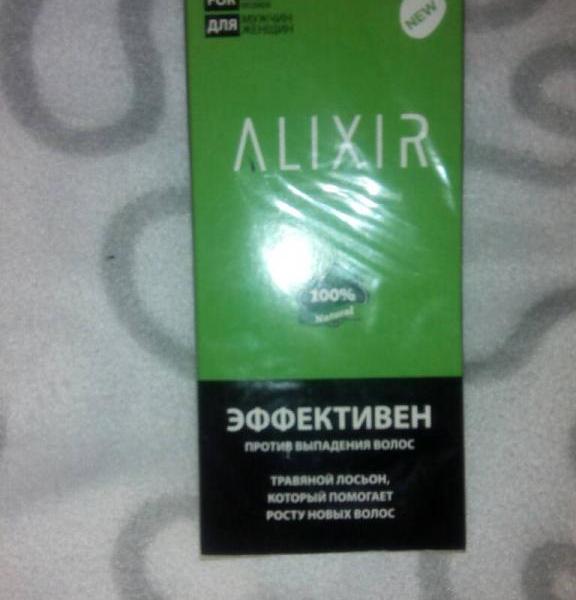 FOR
ДЛЯ
МУЖЧИН
ЖЕНЩИН
NEW
ALIXIR
100%
Natural
ЭФФЕКТИВЕН
ПРОТИВ ВЫПАДЕНИЯ ВОЛОС
ТРАВЯНОЙ ЛОСЬОН,
КОТОРЫЙ ПОМОГАЕТ
РОСТУ НОВЫХ ВОЛОС